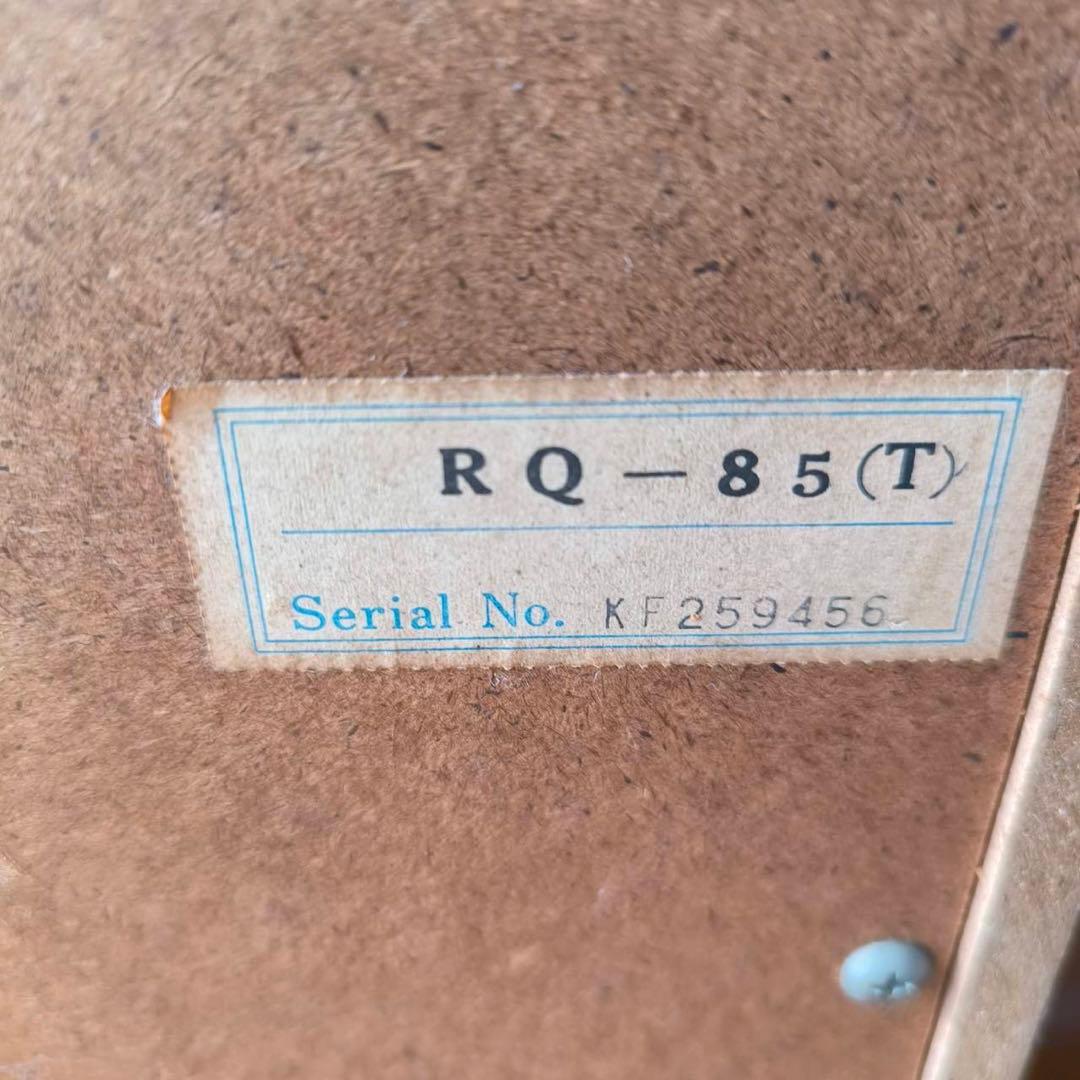 RQ－85(T)
Serial No. KF259456